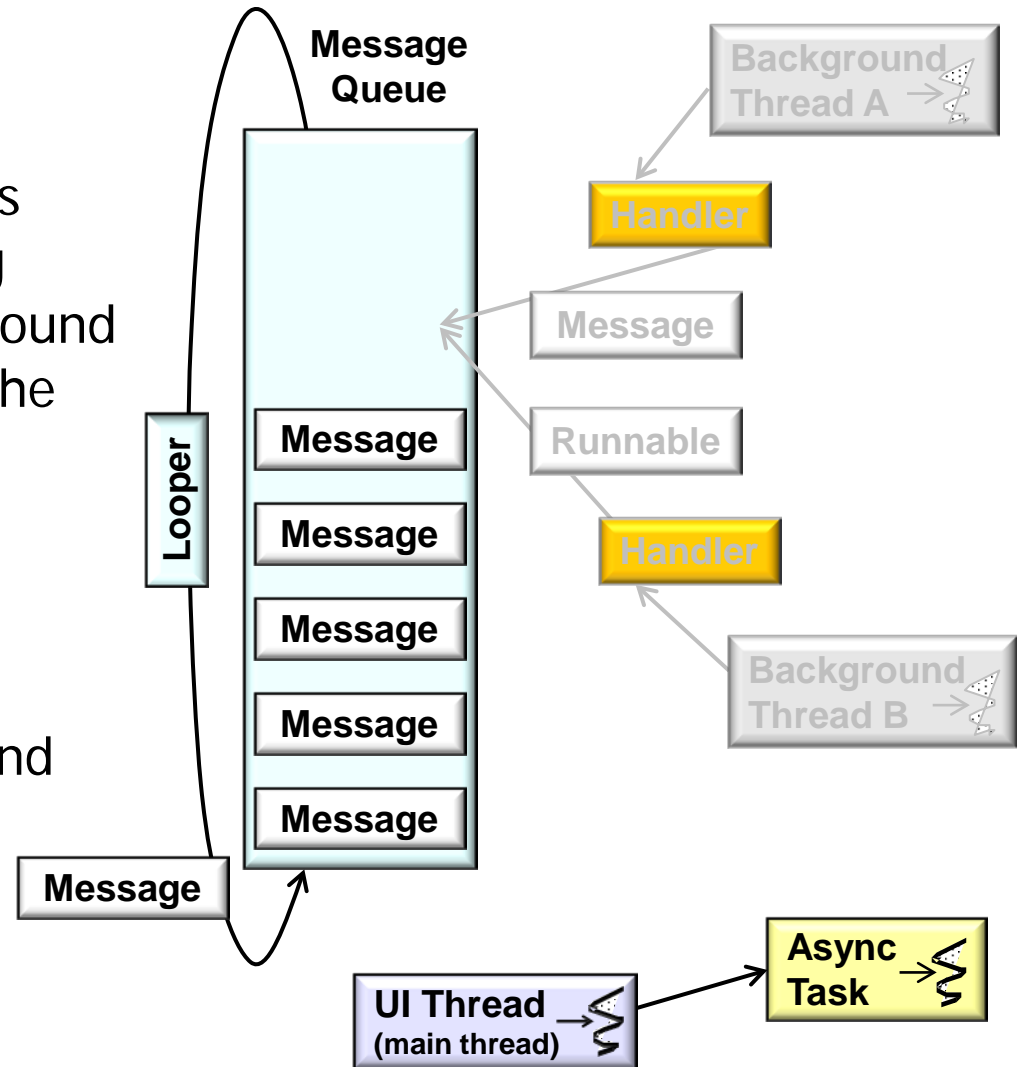 Message
Queue
Background
Thread A
s
g
Handler
ound
he
Message
Message
Runnable
Looper
Message
Handler
Message
Background
Thread B
Message
nd
Message
Message
Async
Task
UI Thread
(main thread)